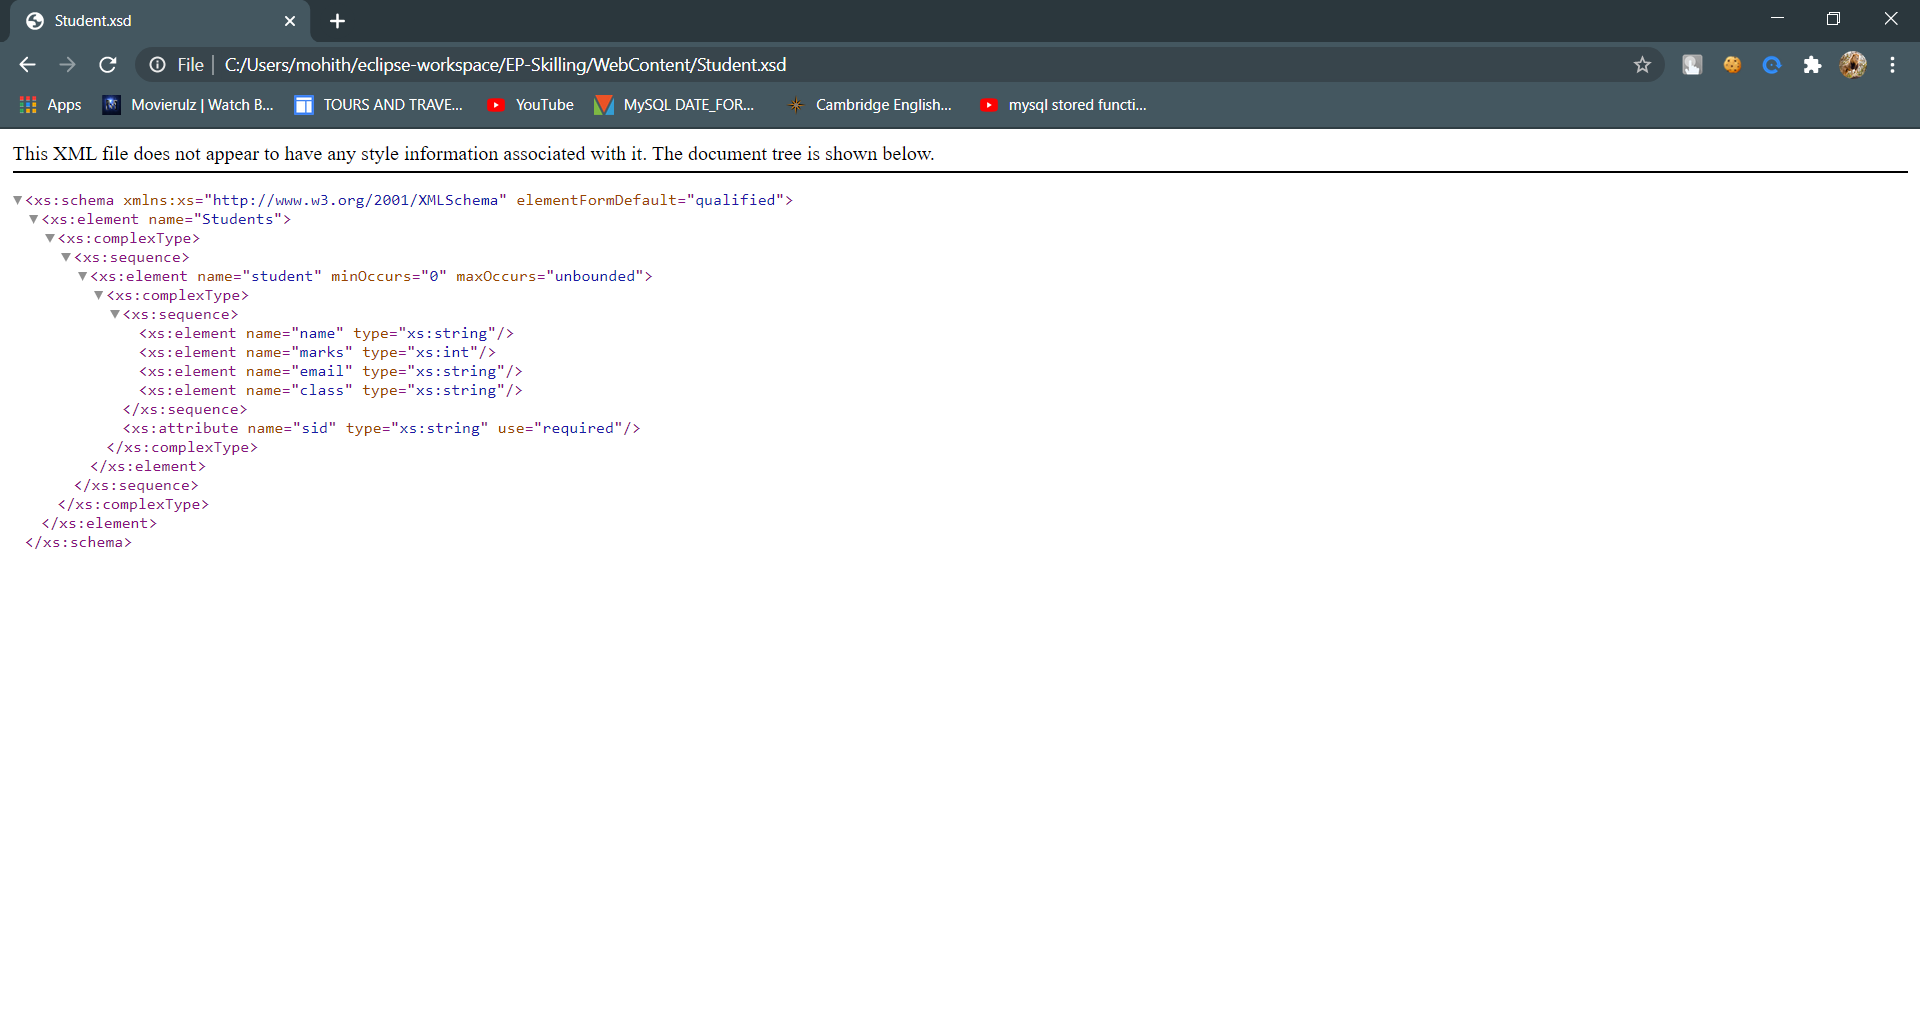 Student.xsd
File C:/Users/mohith/eclipse-workspace/EP-Skilling/WebContent/Student.xsd
Apps Movierulz | Watch B... TOURS AND TRAVE... YouTube MySQL DATE_FOR... Cambridge English... mysql stored functi...
This XML file does not appear to have any style information associated with it. The document tree is shown below.
<xs:schema xmlns:xs="http://www.w3.org/2001/XMLSchema" elementFormDefault="qualified">
<xs:element name="Students">
<xs:complexType>
<xs:sequence>
<xs:element name="student" minOccurs="0" maxOccurs="unbounded">
<xs:complexType>
<xs:sequence>
<xs:element name="name" type="xs:string"/>
<xs:element name="marks" type="xs:int"/>
<xs:element name="email" type="xs:string"/>
<xs:element name="class" type="xs:string"/>
</xs:sequence>
<xs:attribute name="sid" type="xs:string" use="required"/>
</xs:complexType>
</xs:element>
</xs:sequence>
</xs:complexType>
</xs:element>
</xs:schema>